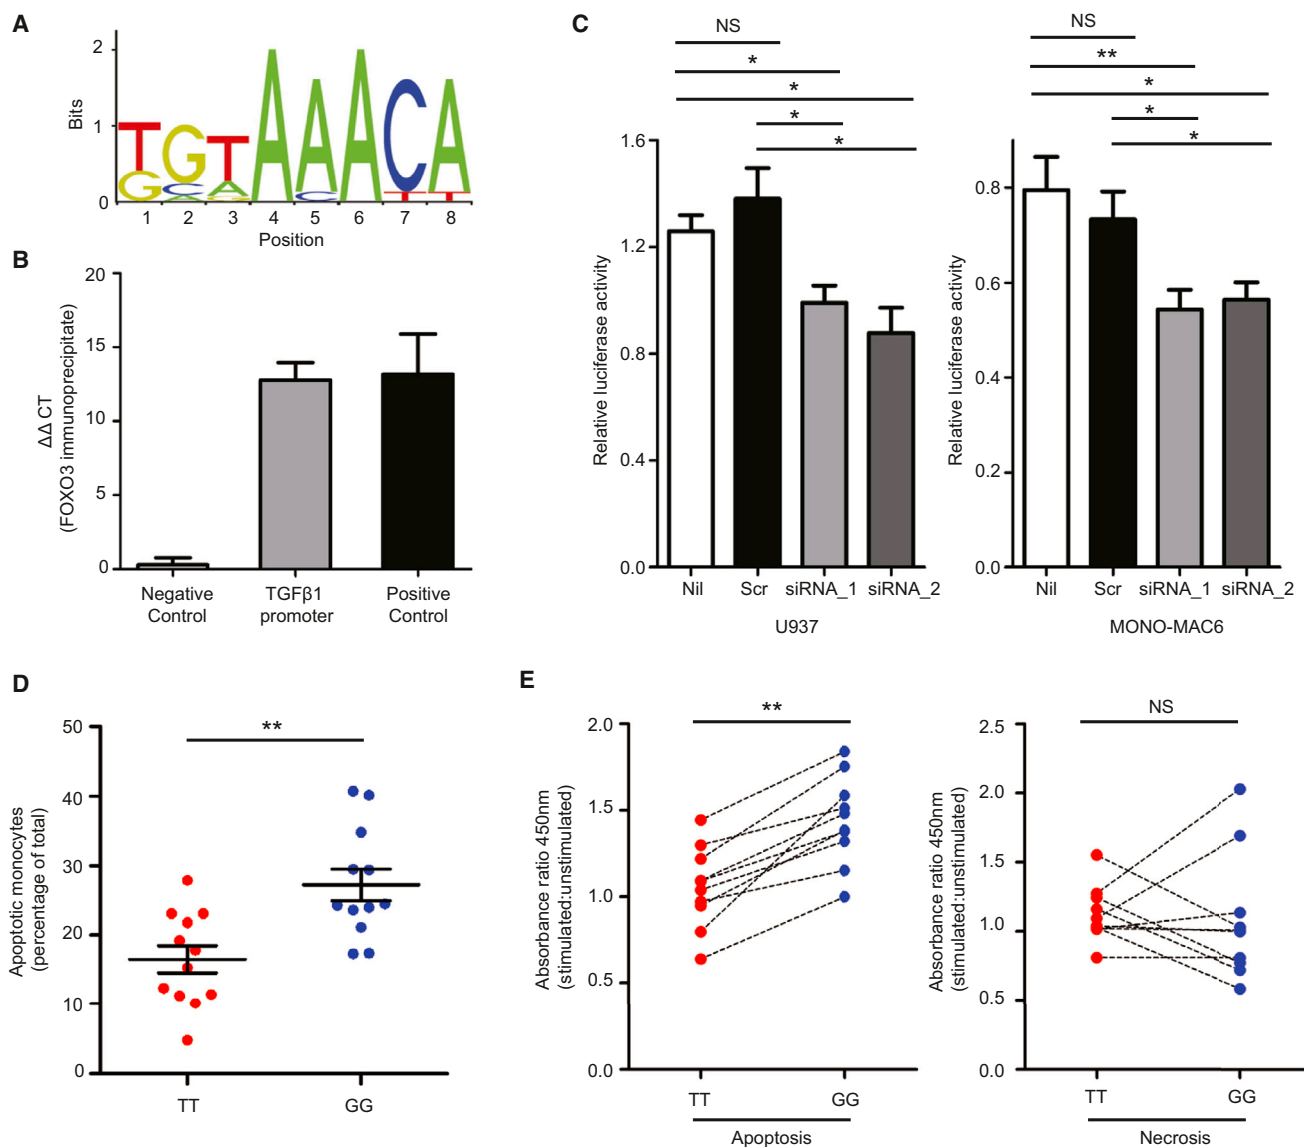 A
2
1
0
Bits
TGTAAACA
GCA CTT
AG
1 2 3 4 5 6 7 8
Position
B
20
15
10
5
0
ΔΔ CT
(FOXO3 immunoprecipitate)
Negative Control
TGFβ1 promoter
Positive Control
C
NS
*
*
*
*
1.6
1.2
0.8
0.4
0.0
Relative luciferase activity
Nil Scr siRNA_1 siRNA_2
U937
NS
**
*
*
*
0.8
0.6
0.4
0.2
0.0
Relative luciferase activity
Nil Scr siRNA_1 siRNA_2
MONO-MAC6
D
50
40
30
20
10
0
Apoptotic monocytes
(percentage of total)
**
TT GG
E
2.0
1.5
1.0
0.5
0.0
Absorbance ratio 450nm
(stimulated:unstimulated)
**
TT GG
Apoptosis
2.5
2.0
1.5
1.0
0.5
0.0
Absorbance ratio 450nm
(stimulated:unstimulated)
NS
TT GG
Necrosis